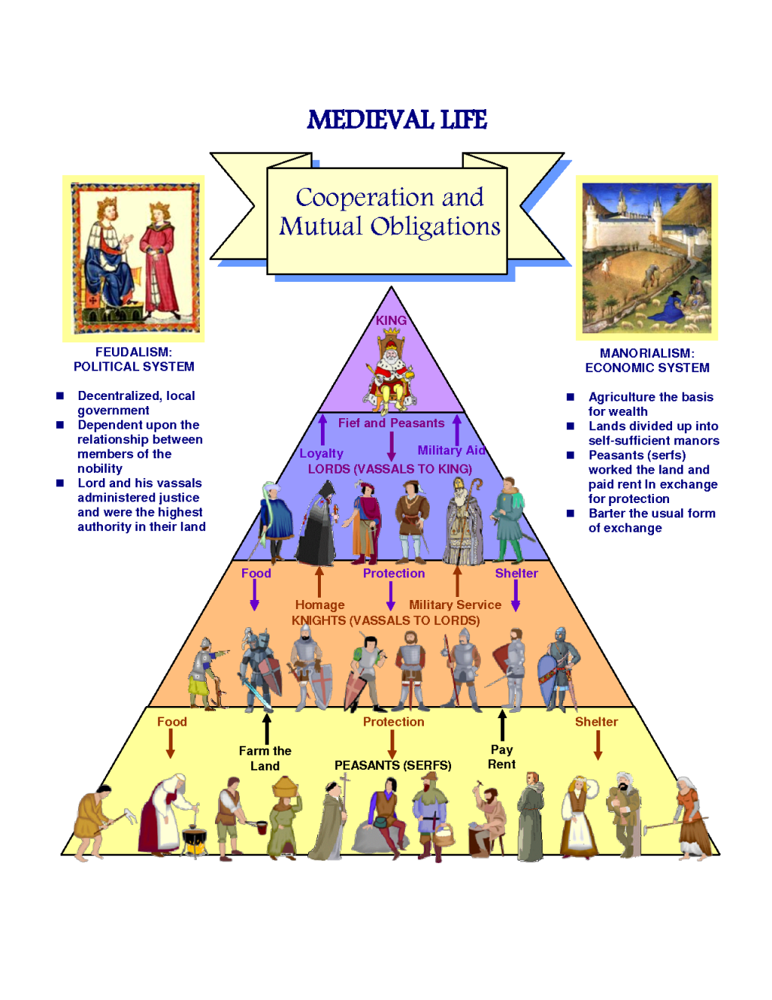 MEDIEVAL LIFE
Cooperation and
Mutual Obligations
FEUDALISM:
POLITICAL SYSTEM
Decentralized, local
government
Dependent upon the
relationship between
members of the
nobility
Lord and his vassals
administered justice
and were the highest
authority in their land
MANORIALISM:
ECONOMIC SYSTEM
Agriculture the basis
for wealth
Lands divided up into
self-sufficient manors
Peasants (serfs)
worked the land and
paid rent In exchange
for protection
Barter the usual form
of exchange
KING
Fief and Peasants
Loyalty
Military Aid
LORDS (VASSALS TO KING)
Food
Protection
Shelter
Homage
Military Service
KNIGHTS (VASSALS TO LORDS)
Food
Protection
Shelter
Farm the
Land
Pay
Rent
PEASANTS (SERFS)